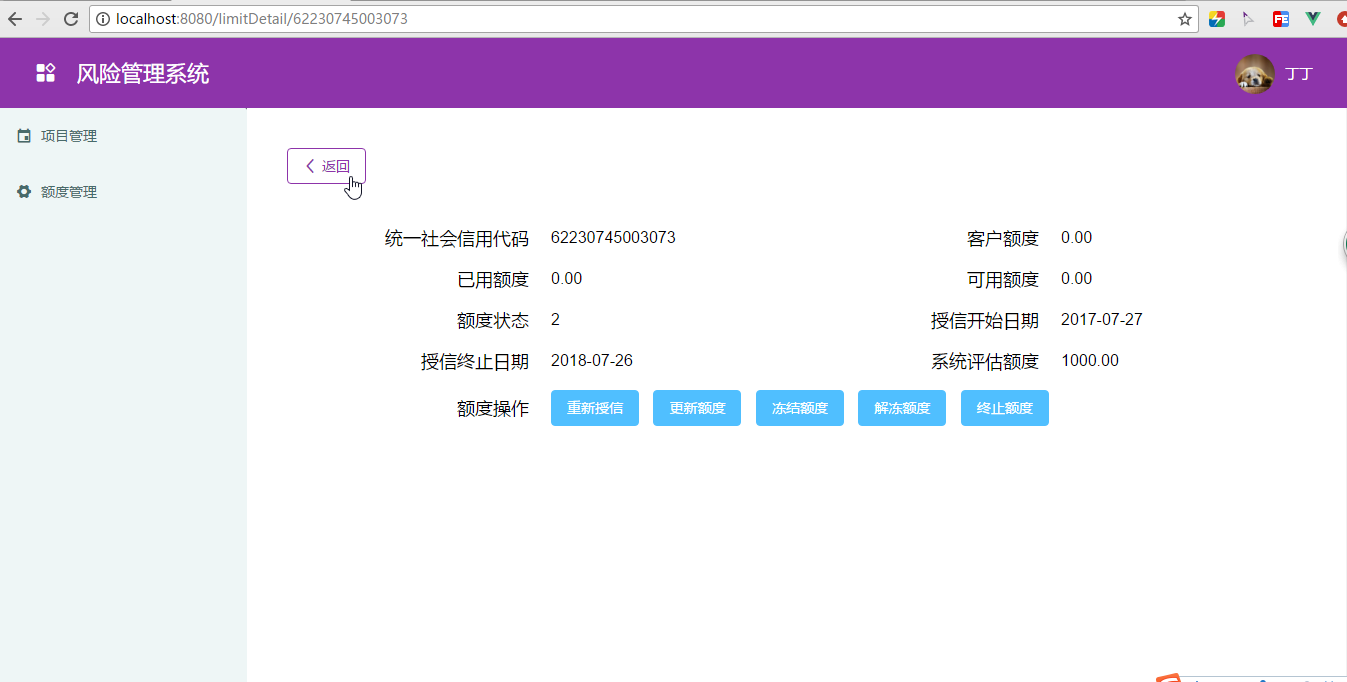 localhost:8080/limitDetail/62230745003073
风险管理系统
丁丁
项目管理
额度管理
返回
统一社会信用代码 62230745003073 客户额度 0.00
已用额度 0.00 可用额度 0.00
额度状态 2 授信开始日期 2017-07-27
授信终止日期 2018-07-26 系统评估额度 1000.00
额度操作 重新授信 更新额度 冻结额度 解冻额度 终止额度